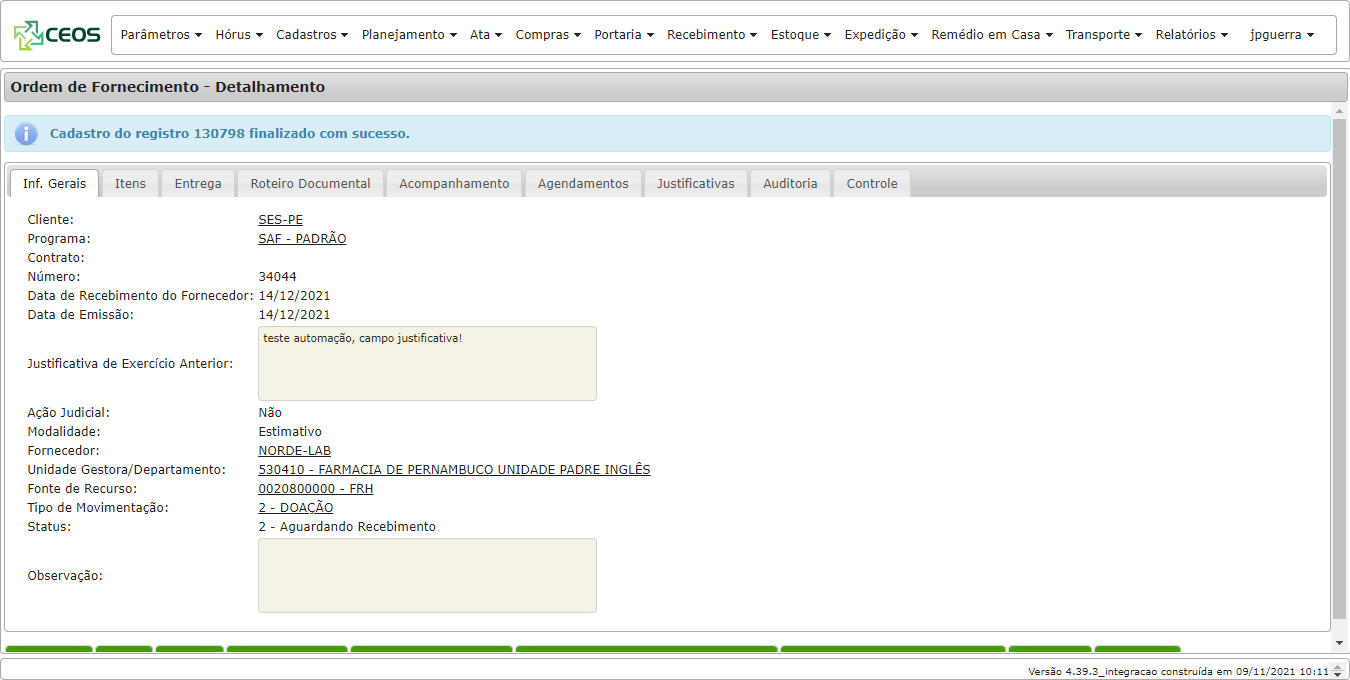 CEOS
Parâmetros Hórus Cadastros Planejamento Ata Compras Portaria Recebimento Estoque Expedição Remédio em Casa Transporte Relatórios jpguerra
Ordem de Fornecimento - Detalhamento
Cadastro do registro 130798 finalizado com sucesso.
Inf. Gerais Itens Entrega Roteiro Documental Acompanhamento Agendamentos Justificativas Auditoria Controle
Cliente: SES-PE
Programa: SAF - PADRÃO
Contrato:
Número: 34044
Data de Recebimento do Fornecedor: 14/12/2021
Data de Emissão: 14/12/2021
Justificativa de Exercício Anterior: teste automação, campo justificativa!
Ação Judicial: Não
Modalidade: Estimativo
Fornecedor: NORDE-LAB
Unidade Gestora/Departamento: 530410 - FARMACIA DE PERNAMBUCO UNIDADE PADRE INGLÊS
Fonte de Recurso: 0020800000 - FRH
Tipo de Movimentação: 2 - DOAÇÃO
Status: 2 - Aguardando Recebimento
Observação:
Versão 4.39.3_integracao construída em 09/11/2021 10:11